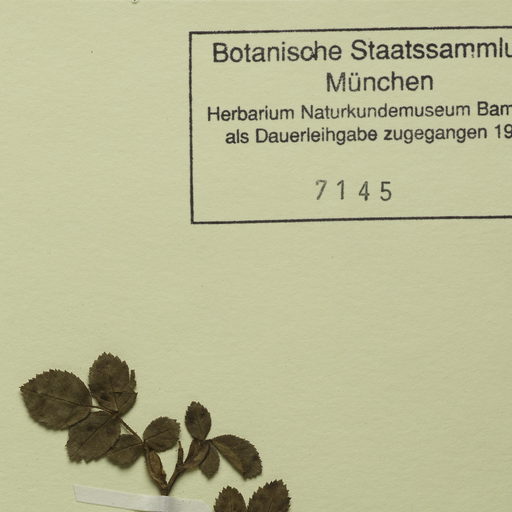 Botanische Staatssammlu
München
Herbarium Naturkundemuseum Bam
als Dauerleihgabe zugegangen 19
7145